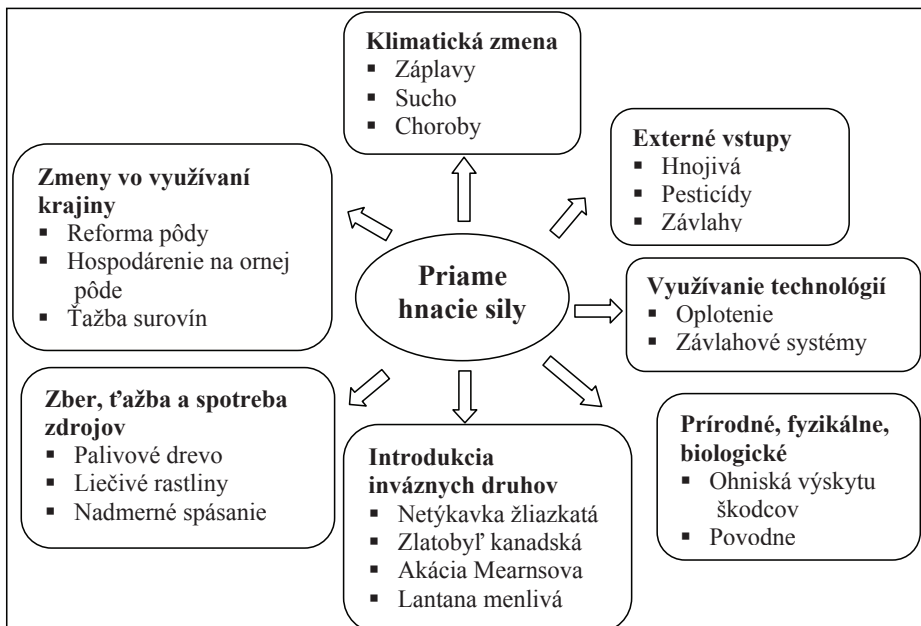 Klimatická zmena
▪ Záplavy
▪ Sucho
▪ Choroby
Externé vstupy
▪ Hnojivá
▪ Pesticídy
▪ Závlahy
Zmeny vo využívaní
krajiny
▪ Reforma pôdy
▪ Hospodárenie na ornej
pôde
▪ Ťažba surovín
Priame
hnacie sily
Využívanie technológií
▪ Oplotenie
▪ Závlahové systémy
Zber, ťažba a spotreba
zdrojov
▪ Palivové drevo
▪ Liečivé rastliny
▪ Nadmerné spásanie
Introdukcia
inváznych druhov
▪ Netýkavka žliazkatá
▪ Zlatobyľ kanadská
▪ Akácia Mearnsova
▪ Lantana menlivá
Prírodné, fyzikálne,
biologické
▪ Ohniská výskytu
škodcov
▪ Povodne